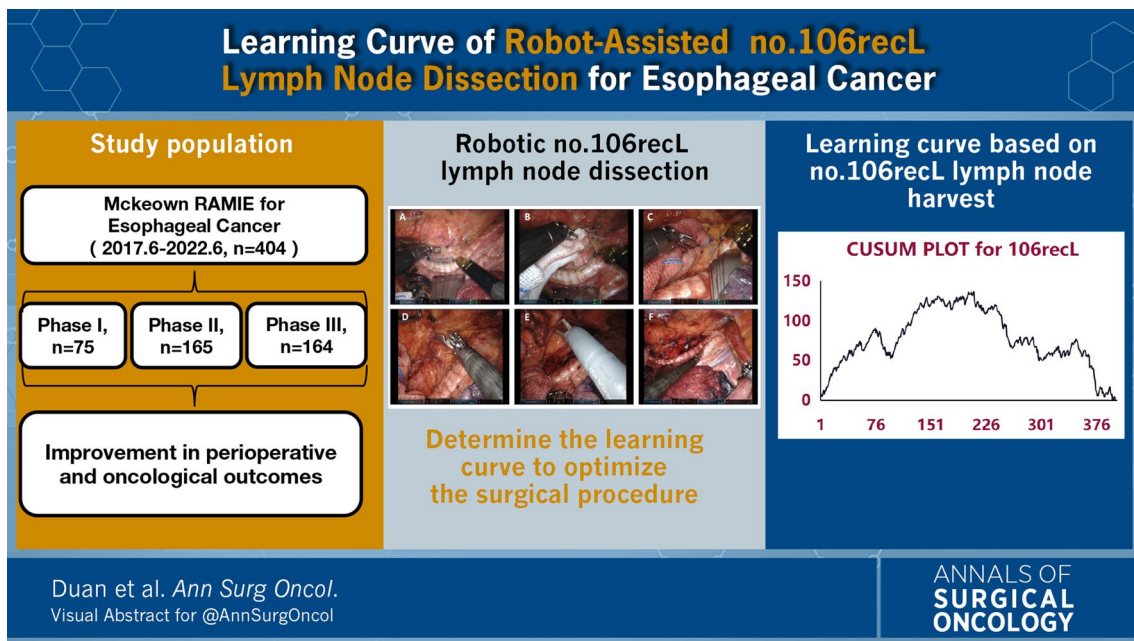 Learning Curve of Robot-Assisted no.106recL
Lymph Node Dissection for Esophageal Cancer
Study population
Mckeown RAMIE for
Esophageal Cancer
( 2017.6-2022.6, n=404 )
Phase I,
n=75
Phase II,
n=165
Phase III,
n=164
Improvement in perioperative
and oncological outcomes
Robotic no.106recL
lymph node dissection
A
B
C
D
E
F
Determine the learning
curve to optimize
the surgical procedure
Learning curve based on
no.106recL lymph node
harvest
CUSUM PLOT for 106recL
150
100
50
0
1 76 151 226 301 376
Duan et al. Ann Surg Oncol.
Visual Abstract for @AnnSurgOncol
ANNALS OF
SURGICAL
ONCOLOGY